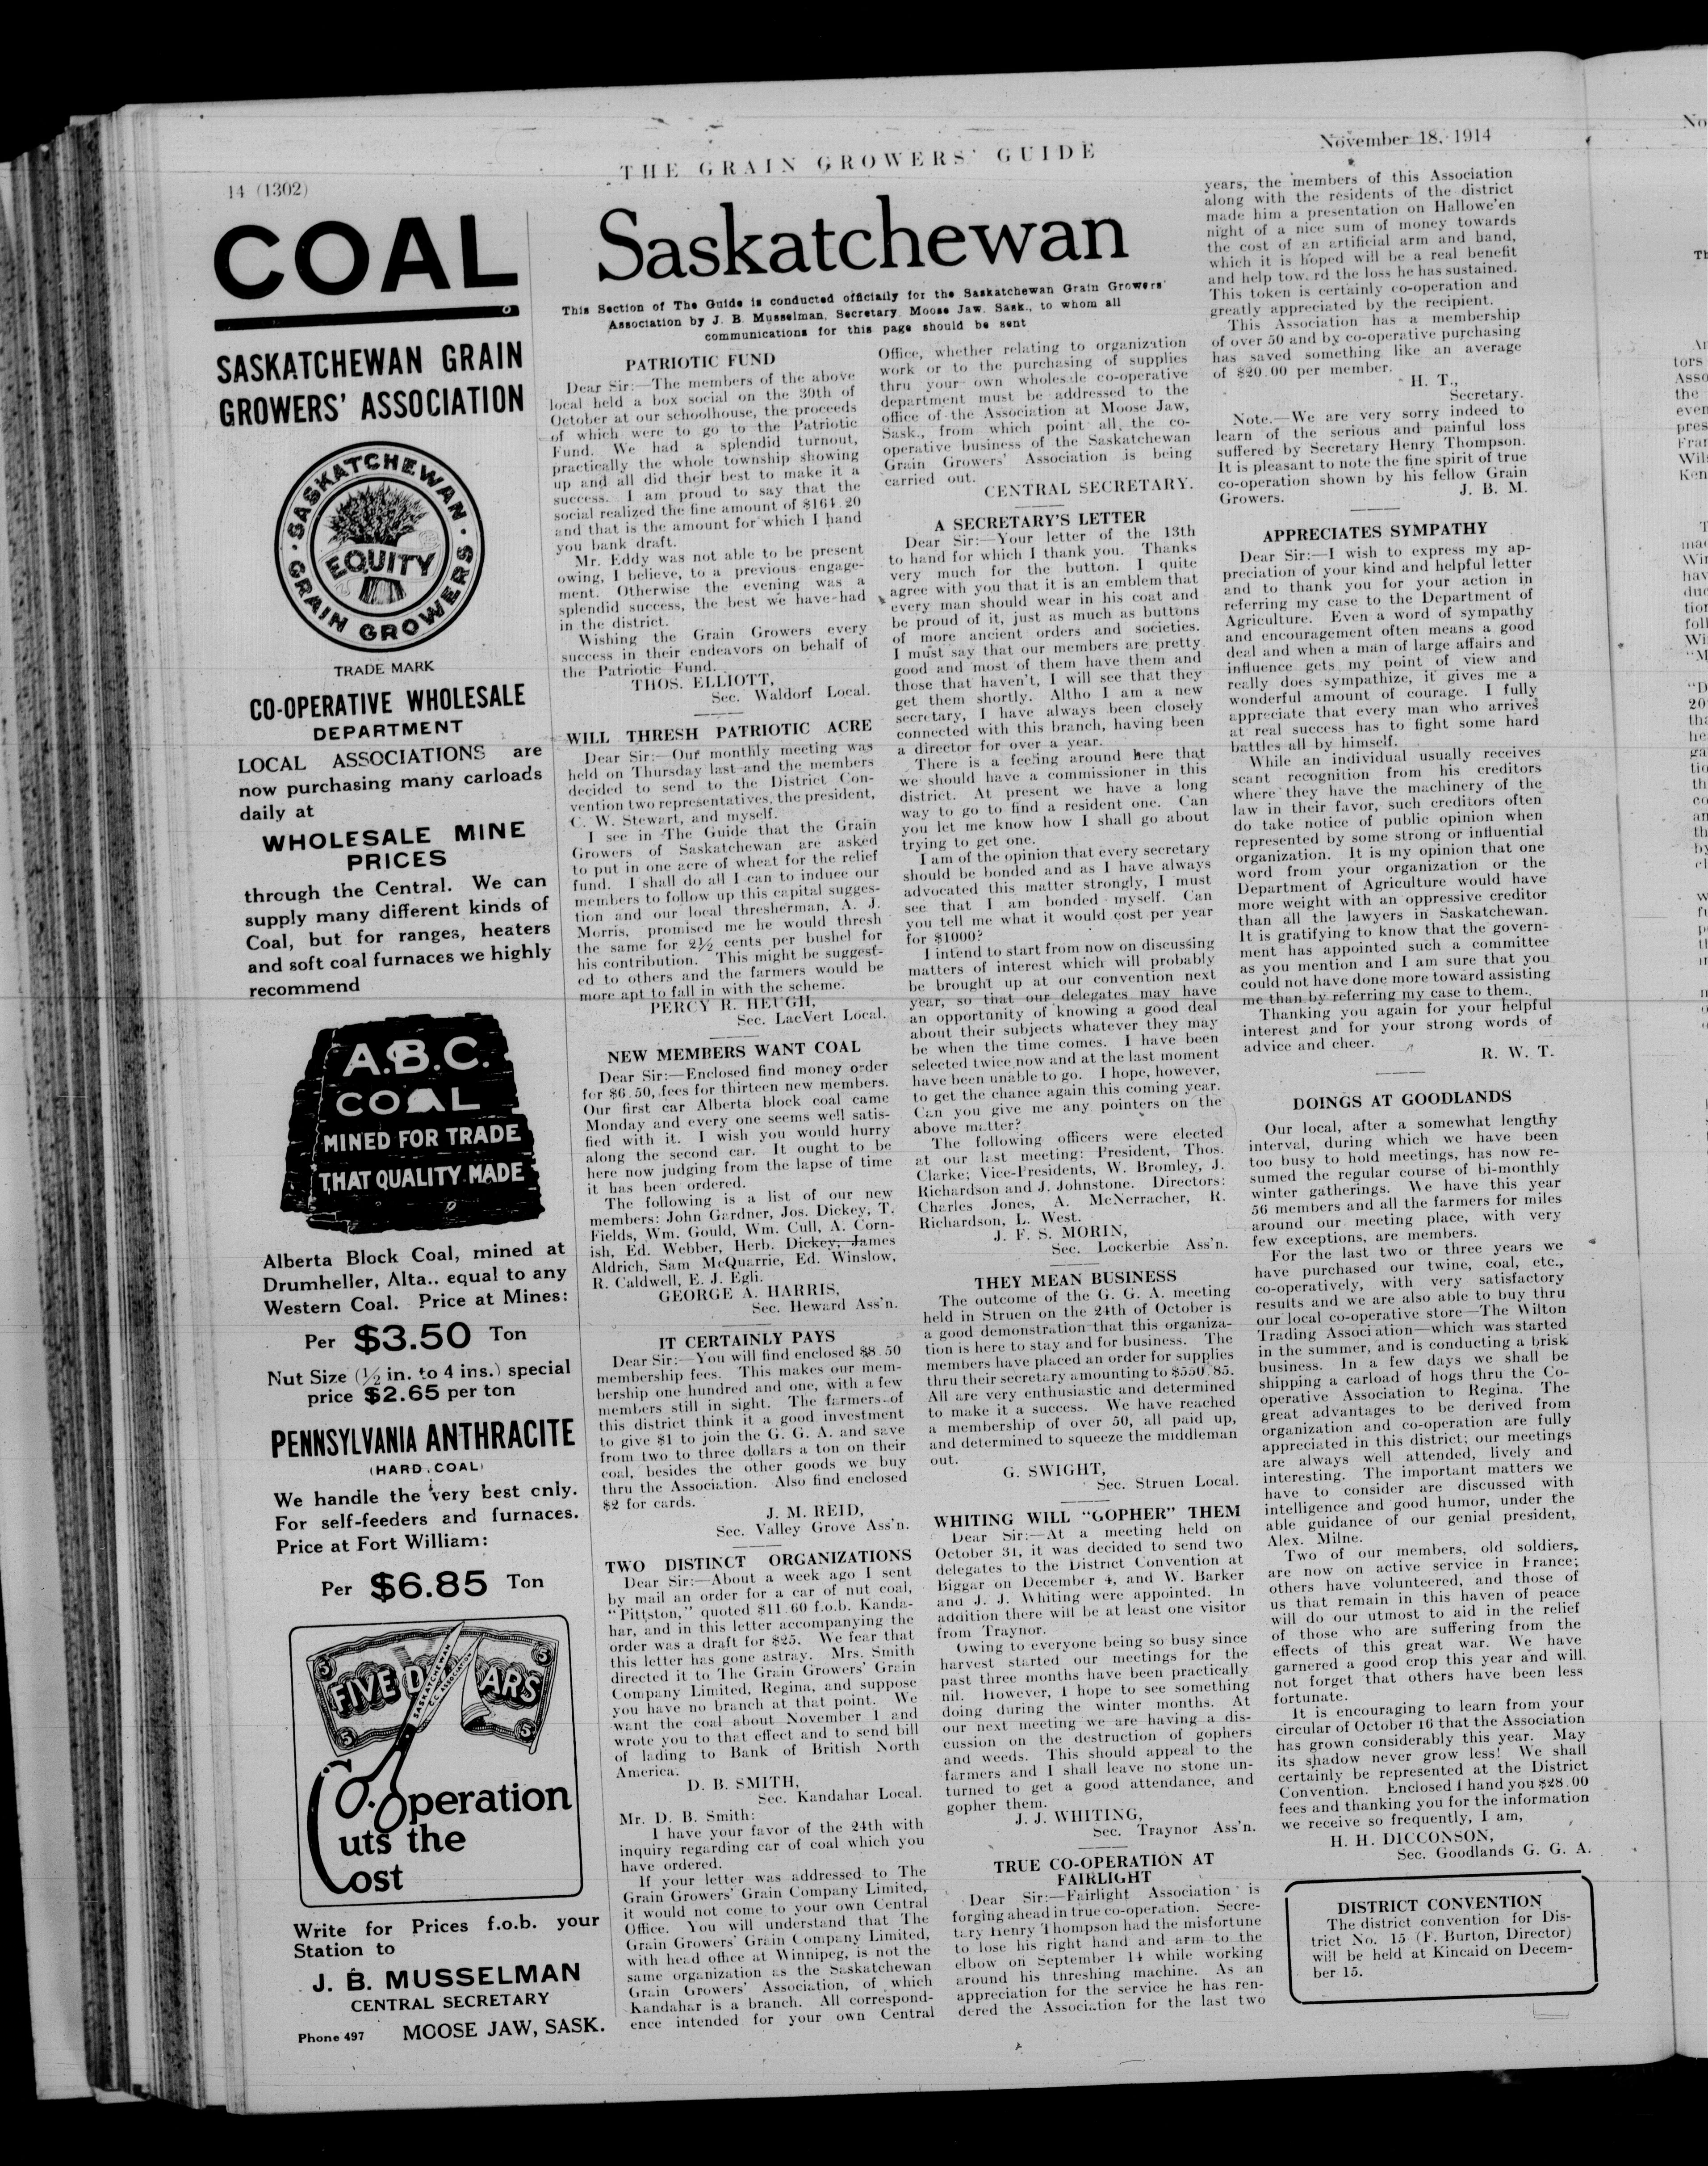 14 (1302)
THE GRAIN GROWERS' GUIDE
November 18, 1914
COAL
SASKATCHEWAN GRAIN
GROWERS' ASSOCIATION
SASKATCHEWAN
GRAIN GROWERS
EQUITY
TRADE MARK
CO-OPERATIVE WHOLESALE
DEPARTMENT
LOCAL ASSOCIATIONS are
now purchasing many carloads
daily at
WHOLESALE MINE
PRICES
through the Central. We can
supply many different kinds of
Coal, but for ranges, heaters
and soft coal furnaces we highly
recommend
A.B.C.
COAL
MINED FOR TRADE
THAT QUALITY MADE
Alberta Block Coal, mined at
Drumheller, Alta.. equal to any
Western Coal. Price at Mines:
Per $3.50 Ton
Nut Size (½ in. to 4 ins.) special
price $2.65 per ton
PENNSYLVANIA ANTHRACITE
(HARD COAL)
We handle the very best only.
For self-feeders and furnaces.
Price at Fort William:
Per $6.85 Ton
5 5
FIVE D ARS
SASKATCHEWAN
G.G. ASSOCIATION
5 5
Co-operation
Cuts the
Cost
Write for Prices f.o.b. your
Station to
J. B. MUSSELMAN
CENTRAL SECRETARY
Phone 497 MOOSE JAW, SASK.
Saskatchewan
This Section of The Guide is conducted officially for the Saskatchewan Grain Growers'
Association by J. B. Musselman, Secretary, Moose Jaw, Sask., to whom all
communications for this page should be sent
PATRIOTIC FUND
Dear Sir:—The members of the above
local held a box social on the 30th of
October at our schoolhouse, the proceeds
of which were to go to the Patriotic
Fund. We had a splendid turnout,
practically the whole township showing
up and all did their best to make it a
success. I am proud to say that the
social realized the fine amount of $164.20
and that is the amount for which I hand
you bank draft.
Mr. Eddy was not able to be present
owing, I believe, to a previous engage-
ment. Otherwise the evening was a
splendid success, the best we have had
in the district.
Wishing the Grain Growers every
success in their endeavors on behalf of
the Patriotic Fund.
THOS. ELLIOTT,
Sec. Waldorf Local.
WILL THRESH PATRIOTIC ACRE
Dear Sir:—Our monthly meeting was
held on Thursday last and the members
decided to send to the District Con-
vention two representatives, the president,
C. W. Stewart, and myself.
I see in The Guide that the Grain
Growers of Saskatchewan are asked
to put in one acre of wheat for the relief
fund. I shall do all I can to induce our
members to follow up this capital sugges-
tion and our local thresherman, A. J.
Morris, promised me he would thresh
the same for 2½ cents per bushel for
his contribution. This might be suggest-
ed to others and the farmers would be
more apt to fall in with the scheme.
PERCY R. HEUGH,
Sec. LacVert Local.
NEW MEMBERS WANT COAL
Dear Sir:—Enclosed find money order
for $6.50, fees for thirteen new members.
Our first car Alberta block coal came
Monday and every one seems well satis-
fied with it. I wish you would hurry
along the second car. It ought to be
here now judging from the lapse of time
it has been ordered.
The following is a list of our new
members: John Gardner, Jos. Dickey, T.
Fields, Wm. Gould, Wm. Cull, A. Corn-
ish, Ed. Webber, Herb. Dickey, James
Aldrich, Sam McQuarrie, Ed. Winslow,
R. Caldwell, E. J. Egli.
GEORGE A. HARRIS,
Sec. Heward Ass'n.
IT CERTAINLY PAYS
Dear Sir:—You will find enclosed $8.50
membership fees. This makes our mem-
bership one hundred and one, with a few
members still in sight. The farmers of
this district think it a good investment
to give $1 to join the G. G. A. and save
from two to three dollars a ton on their
coal, besides the other goods we buy
thru the Association. Also find enclosed
$2 for cards.
J. M. REID,
Sec. Valley Grove Ass'n.
TWO DISTINCT ORGANIZATIONS
Dear Sir:—About a week ago I sent
by mail an order for a car of nut coal,
"Pittston," quoted $11.60 f.o.b. Kanda-
har, and in this letter accompanying the
order was a draft for $25. We fear that
this letter has gone astray. Mrs. Smith
directed it to The Grain Growers' Grain
Company Limited, Regina, and suppose
you have no branch at that point. We
want the coal about November 1 and
wrote you to that effect and to send bill
of lading to Bank of British North
America.
D. B. SMITH,
Sec. Kandahar Local.
Mr. D. B. Smith:
I have your favor of the 24th with
inquiry regarding car of coal which you
have ordered.
If your letter was addressed to The
Grain Growers' Grain Company Limited,
it would not come to your own Central
Office. You will understand that The
Grain Growers' Grain Company Limited,
with head office at Winnipeg, is not the
same organization as the Saskatchewan
Grain Growers' Association, of which
Kandahar is a branch. All correspond-
ence intended for your own Central
Office, whether relating to organization
work or to the purchasing of supplies
thru your own wholesale co-operative
department must be addressed to the
office of the Association at Moose Jaw,
Sask., from which point all the co-
operative business of the Saskatchewan
Grain Growers' Association is being
carried out.
CENTRAL SECRETARY.
A SECRETARY'S LETTER
Dear Sir:—Your letter of the 13th
to hand for which I thank you. Thanks
very much for the button. I quite
agree with you that it is an emblem that
every man should wear in his coat and
be proud of it, just as much as buttons
of more ancient orders and societies.
I must say that our members are pretty
good and most of them have them and
those that haven't, I will see that they
get them shortly. Altho I am a new
secretary, I have always been closely
connected with this branch, having been
a director for over a year.
There is a feeling around here that
we should have a commissioner in this
district. At present we have a long
way to go to find a resident one. Can
you let me know how I shall go about
trying to get one.
I am of the opinion that every secretary
should be bonded and as I have always
advocated this matter strongly, I must
see that I am bonded myself. Can
you tell me what it would cost per year
for $1000?
I intend to start from now on discussing
matters of interest which will probably
be brought up at our convention next
year, so that our delegates may have
an opportunity of knowing a good deal
about their subjects whatever they may
be when the time comes. I have been
selected twice now and at the last moment
have been unable to go. I hope, however,
to get the chance again this coming year.
Can you give me any pointers on the
above matter?
The following officers were elected
at our last meeting: President, Thos.
Clarke; Vice-Presidents, W. Bromley, J.
Richardson and J. Johnstone. Directors:
Charles Jones, A. McNerracher, R.
Richardson, L. West.
J. F. S. MORIN,
Sec. Lockerbie Ass'n.
THEY MEAN BUSINESS
The outcome of the G. G. A. meeting
held in Struen on the 24th of October is
a good demonstration that this organiza-
tion is here to stay and for business. The
members have placed an order for supplies
thru their secretary amounting to $550.85.
All are very enthusiastic and determined
to make it a success. We have reached
a membership of over 50, all paid up,
and determined to squeeze the middleman
out.
G. SWIGHT,
Sec. Struen Local.
WHITING WILL "GOPHER" THEM
Dear Sir:—At a meeting held on
October 31, it was decided to send two
delegates to the District Convention at
Biggar on December 4, and W. Barker
and J. J. Whiting were appointed. In
addition there will be at least one visitor
from Traynor.
Owing to everyone being so busy since
harvest started our meetings for the
past three months have been practically
nil. However, I hope to see something
doing during the winter months. At
our next meeting we are having a dis-
cussion on the destruction of gophers
and weeds. This should appeal to the
farmers and I shall leave no stone un-
turned to get a good attendance, and
gopher them.
J. J. WHITING,
Sec. Traynor Ass'n.
TRUE CO-OPERATION AT
FAIRLIGHT
Dear Sir:—Fairlight Association is
forging ahead in true co-operation. Secre-
tary Henry Thompson had the misfortune
to lose his right hand and arm to the
elbow on September 14 while working
around his threshing machine. As an
appreciation for the service he has ren-
dered the Association for the last two
years, the members of this Association
along with the residents of the district
made him a presentation on Hallowe'en
night of a nice sum of money towards
the cost of an artificial arm and hand,
which it is hoped will be a real benefit
and help tow.rd the loss he has sustained.
This token is certainly co-operation and
greatly appreciated by the recipient.
This Association has a membership
of over 50 and by co-operative purchasing
has saved something like an average
of $20.00 per member.
H. T.,
Secretary.
Note.—We are very sorry indeed to
learn of the serious and painful loss
suffered by Secretary Henry Thompson.
It is pleasant to note the fine spirit of true
co-operation shown by his fellow Grain
Growers.
J. B. M.
APPRECIATES SYMPATHY
Dear Sir:—I wish to express my ap-
preciation of your kind and helpful letter
and to thank you for your action in
referring my case to the Department of
Agriculture. Even a word of sympathy
and encouragement often means a good
deal and when a man of large affairs and
influence gets my point of view and
really does sympathize, it gives me a
wonderful amount of courage. I fully
appreciate that every man who arrives
at real success has to fight some hard
battles all by himself.
While an individual usually receives
scant recognition from his creditors
where they have the machinery of the
law in their favor, such creditors often
do take notice of public opinion when
represented by some strong or influential
organization. It is my opinion that one
word from your organization or the
Department of Agriculture would have
more weight with an oppressive creditor
than all the lawyers in Saskatchewan.
It is gratifying to know that the govern-
ment has appointed such a committee
as you mention and I am sure that you
could not have done more toward assisting
me than by referring my case to them.
Thanking you again for your helpful
interest and for your strong words of
advice and cheer.
R. W. T.
DOINGS AT GOODLANDS
Our local, after a somewhat lengthy
interval, during which we have been
too busy to hold meetings, has now re-
sumed the regular course of bi-monthly
winter gatherings. We have this year
56 members and all the farmers for miles
around our meeting place, with very
few exceptions, are members.
For the last two or three years we
have purchased our twine, coal, etc.,
co-operatively, with very satisfactory
results and we are also able to buy thru
our local co-operative store—The Wilton
Trading Association—which was started
in the summer, and is conducting a brisk
business. In a few days we shall be
shipping a carload of hogs thru the Co-
operative Association to Regina. The
great advantages to be derived from
organization and co-operation are fully
appreciated in this district; our meetings
are always well attended, lively and
interesting. The important matters we
have to consider are discussed with
intelligence and good humor, under the
able guidance of our genial president,
Alex. Milne.
Two of our members, old soldiers,
are now on active service in France;
others have volunteered, and those of
us that remain in this haven of peace
will do our utmost to aid in the relief
of those who are suffering from the
effects of this great war. We have
garnered a good crop this year and will
not forget that others have been less
fortunate.
It is encouraging to learn from your
circular of October 16 that the Association
has grown considerably this year. May
its shadow never grow less! We shall
certainly be represented at the District
Convention. Enclosed I hand you $28.00
fees and thanking you for the information
we receive so frequently, I am,
H. H. DICCONSON,
Sec. Goodlands G. G. A.
DISTRICT CONVENTION
The district convention for Dis-
trict No. 15 (F. Burton, Director)
will be held at Kincaid on Decem-
ber 15.